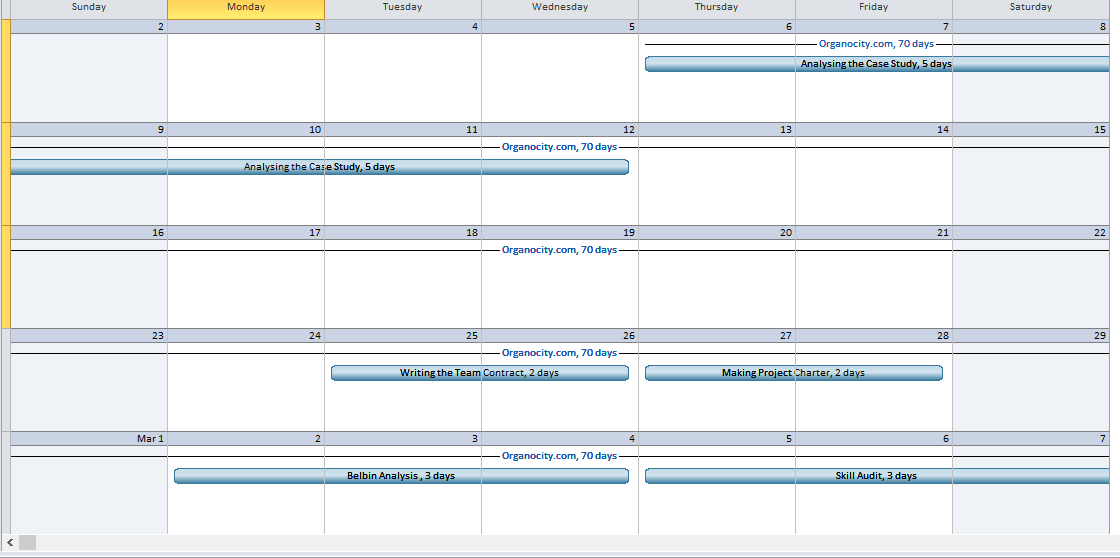 Sunday Monday Tuesday Wednesday Thursday Friday Saturday
2 3 4 5 6 7 8
Organocity.com, 70 days
Analysing the Case Study, 5 days
9 10 11 12 13 14 15
Organocity.com, 70 days
Analysing the Case Study, 5 days
16 17 18 19 20 21 22
Organocity.com, 70 days
23 24 25 26 27 28 29
Organocity.com, 70 days
Writing the Team Contract, 2 days Making Project Charter, 2 days
Mar 1 2 3 4 5 6 7
Organocity.com, 70 days
Belbin Analysis , 3 days Skill Audit, 3 days